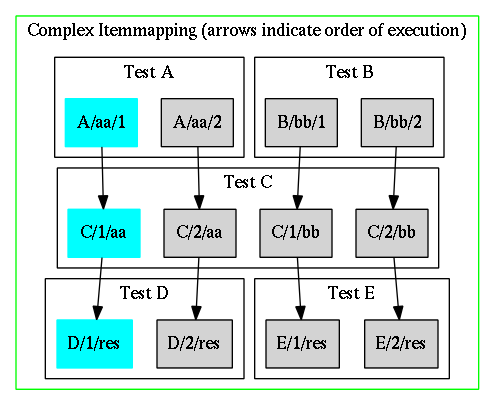 Complex Itemmapping (arrows indicate order of execution)
Test A
Test B
A/aa/1
A/aa/2
B/bb/1
B/bb/2
Test C
C/1/aa
C/2/aa
C/1/bb
C/2/bb
Test D
Test E
D/1/res
D/2/res
E/1/res
E/2/res